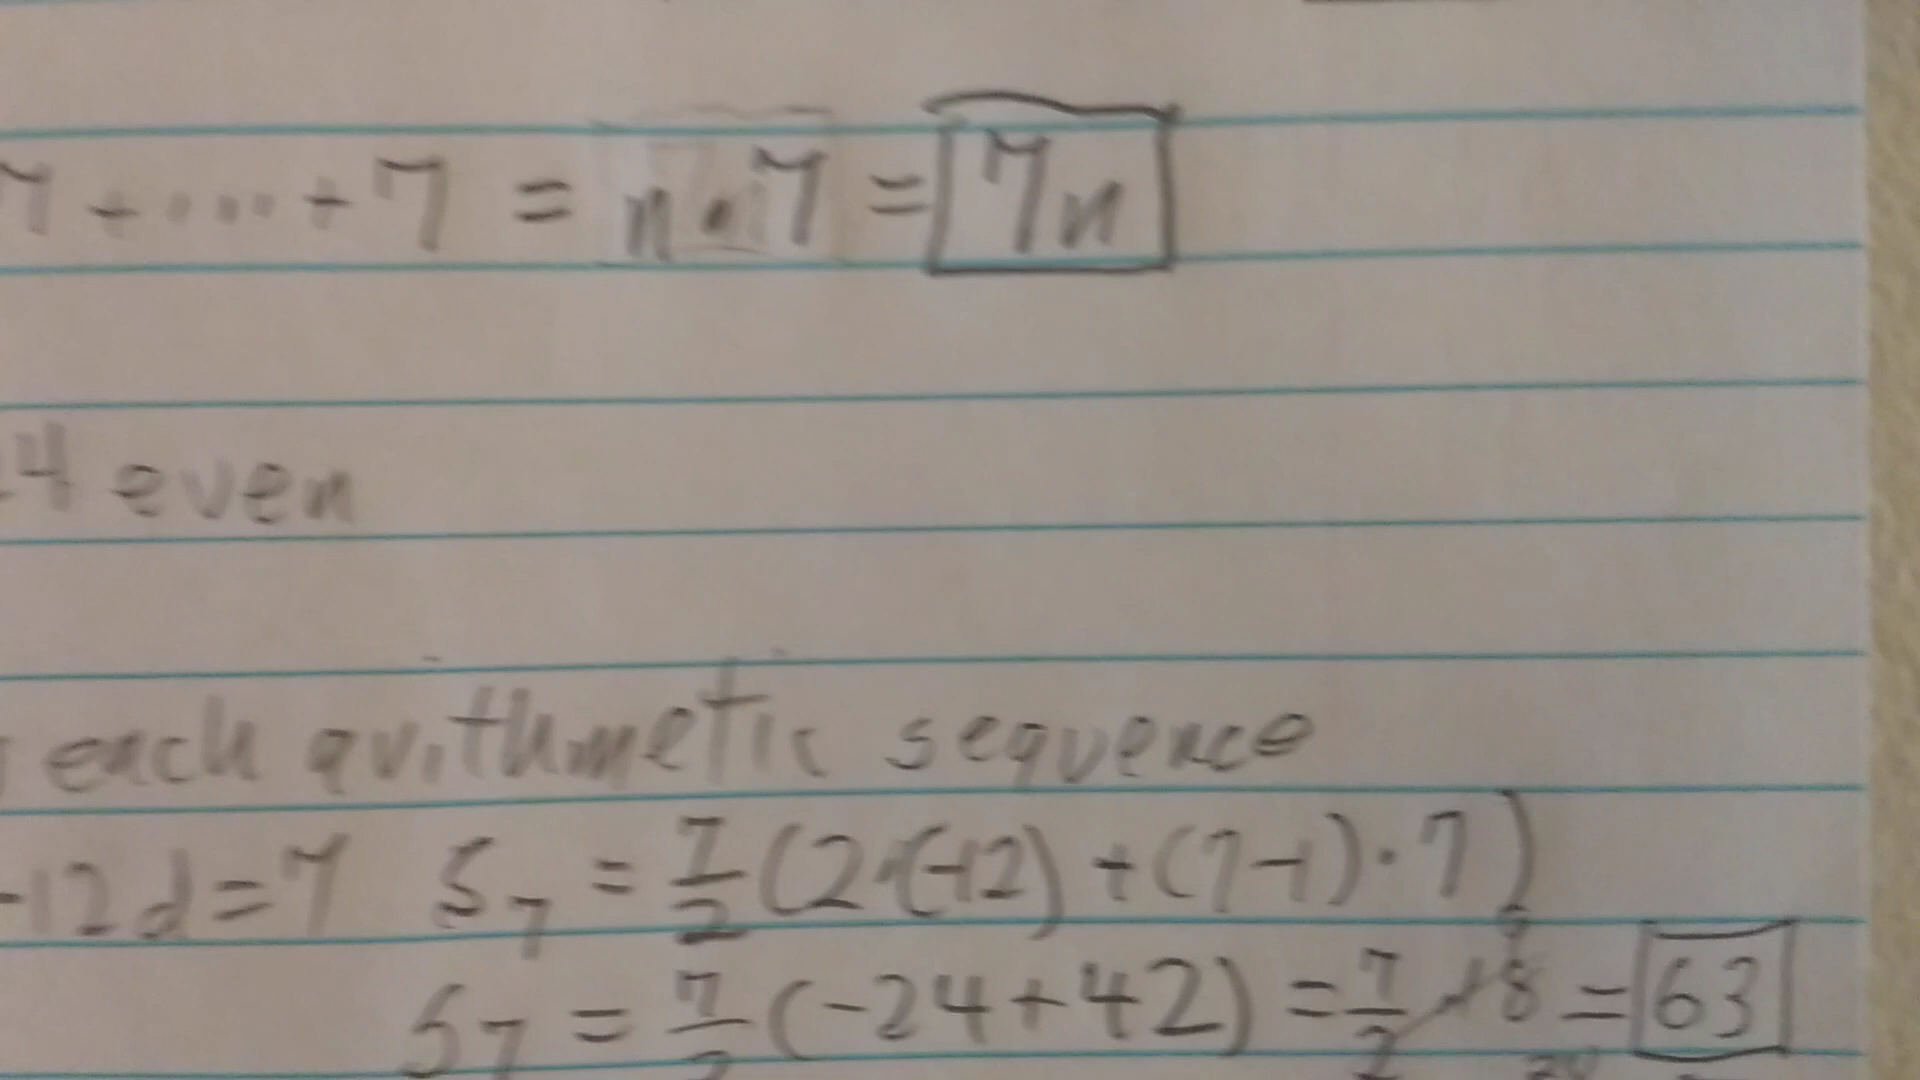 7 + ... + 7 = n · 7 = 7n
4 even
each arithmetic sequence
-12 d = 7 S₇ = 7/2 (2·(-12) + (7-1) · 7)
S₇ = 7/2 (-24 + 42) = 7/2 · 18 = 63